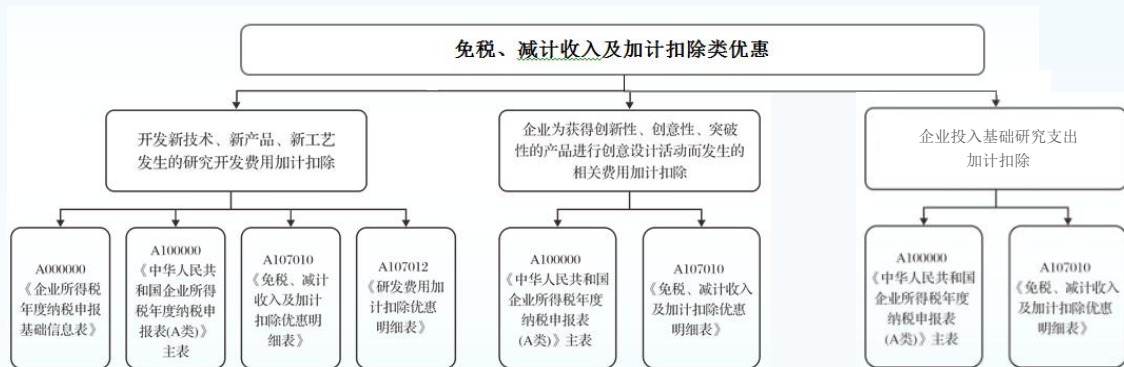 免税、减计收入及加计扣除类优惠
开发新技术、新产品、新工艺
发生的研究开发费用加计扣除
企业为获得创新性、创意性、突破
性的产品进行创意设计活动而发生的
相关费用加计扣除
企业投入基础研究支出
加计扣除
A000000
《企业所得税
年度纳税申报
基础信息表》
A100000
《中华人民共
和国企业所得
税年度纳税申
报表(A类)》
主表
A107010
《免税、减计
收入及加计
扣除优惠明
细表》
A107012
《研发费用加
计扣除优惠
明细表》
A100000
《中华人民共和国
企业所得税年度
纳税申报表
(A类)》主表
A107010
《免税、减计收入
及加计扣除优惠
明细表》
A100000
《中华人民共和国
企业所得税年度
纳税申报表
(A类)》主表
A107010
《免税、减计收入
及加计扣除优惠
明细表》